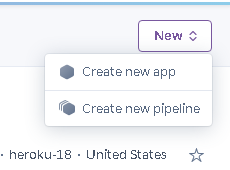 New
Create new app
Create new pipeline
· heroku-18 · United States